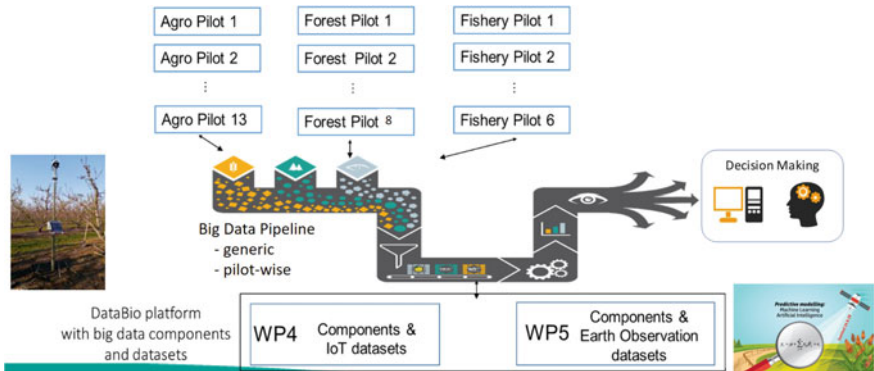 Agro Pilot 1
Forest Pilot 1
Fishery Pilot 1
Agro Pilot 2
Forest Pilot 2
Fishery Pilot 2
...
...
...
Agro Pilot 13
Forest Pilot 8
Fishery Pilot 6
Decision Making
Big Data Pipeline
- generic
- pilot-wise
DataBio platform
with big data components
and datasets
WP4
Components &
IoT datasets
WP5
Components &
Earth Observation
datasets
Predictive modelling:
Machine Learning
Artificial Intelligence